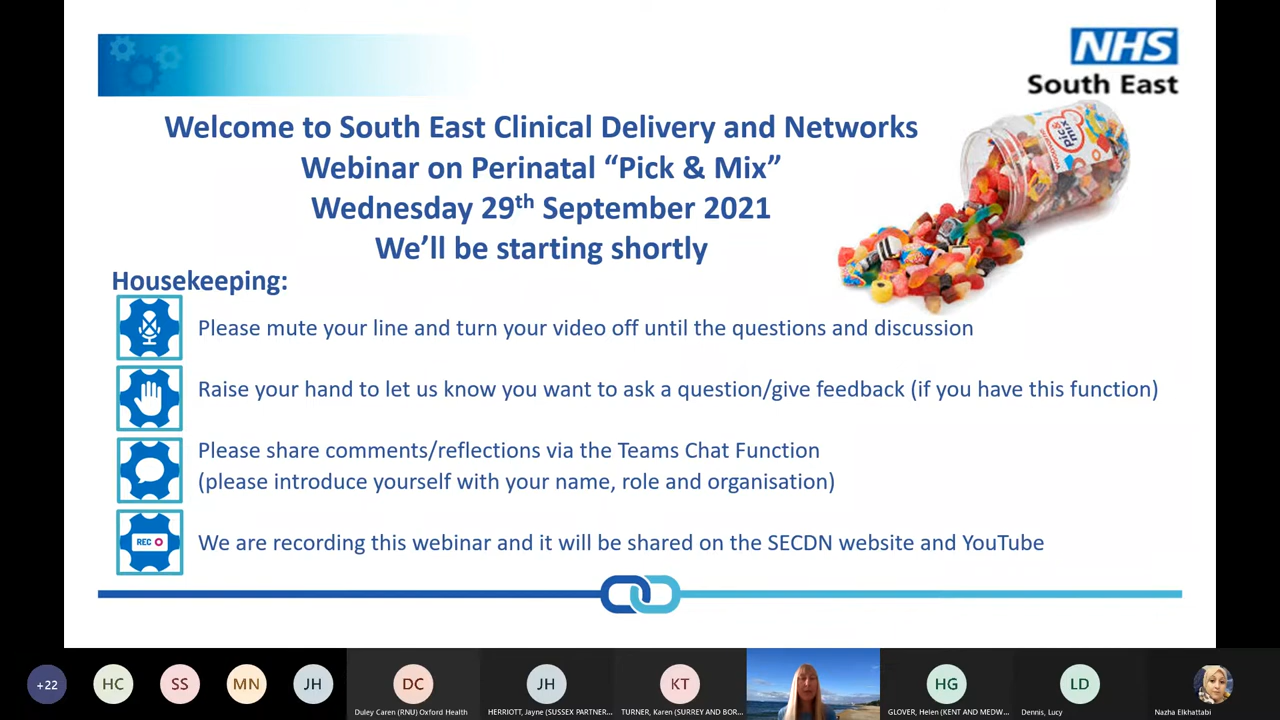 NHS
South East
Welcome to South East Clinical Delivery and Networks
Webinar on Perinatal “Pick & Mix”
Wednesday 29th September 2021
We’ll be starting shortly
Pic &
mix
Housekeeping:
Please mute your line and turn your video off until the questions and discussion
Raise your hand to let us know you want to ask a question/give feedback (if you have this function)
Please share comments/reflections via the Teams Chat Function
(please introduce yourself with your name, role and organisation)
REC
We are recording this webinar and it will be shared on the SECDN website and YouTube
+22
HC
SS
MN
JH
DC
JH
KT
HG
LD
Duley Caren (RNU) Oxford Health
HERRIOTT, Jayne (SUSSEX PARTNER...
TURNER, Karen (SURREY AND BOR...
GLOVER, Helen (KENT AND MEDW...
Dennis, Lucy
Nazha Elkhattabi